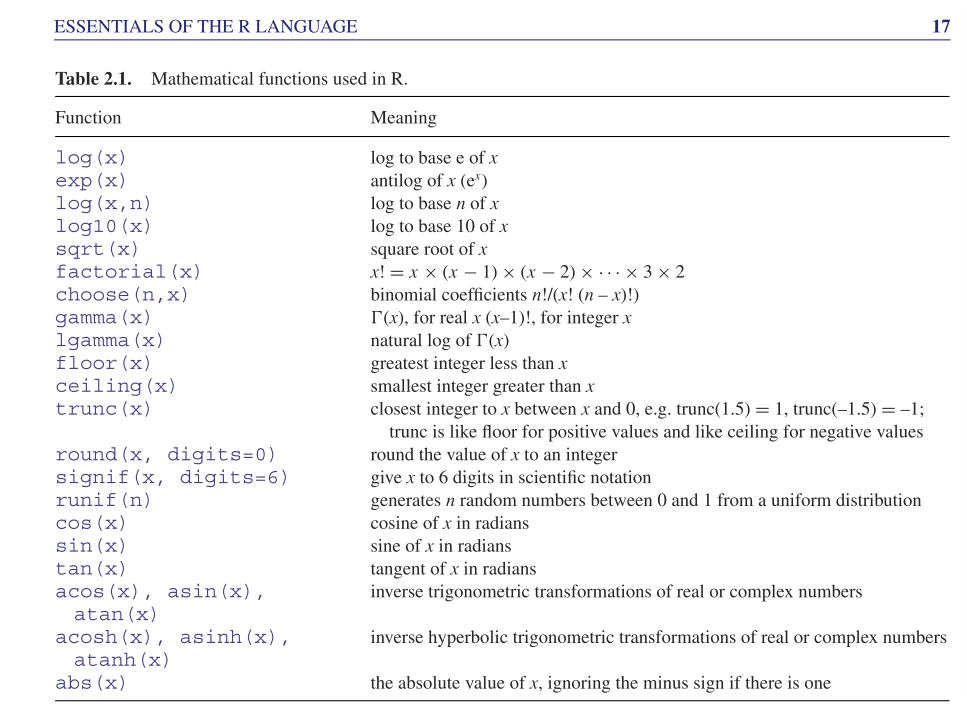 ESSENTIALS OF THE R LANGUAGE 17
Table 2.1. Mathematical functions used in R.
Function Meaning
log(x) log to base e of x
exp(x) antilog of x (eˣ)
log(x,n) log to base n of x
log10(x) log to base 10 of x
sqrt(x) square root of x
factorial(x) x! = x × (x − 1) × (x − 2) × ⋯ × 3 × 2
choose(n,x) binomial coefficients n!/(x! (n – x)!)
gamma(x) Γ(x), for real x (x–1)!, for integer x
lgamma(x) natural log of Γ(x)
floor(x) greatest integer less than x
ceiling(x) smallest integer greater than x
trunc(x) closest integer to x between x and 0, e.g. trunc(1.5) = 1, trunc(–1.5) = –1;
trunc is like floor for positive values and like ceiling for negative values
round(x, digits=0) round the value of x to an integer
signif(x, digits=6) give x to 6 digits in scientific notation
runif(n) generates n random numbers between 0 and 1 from a uniform distribution
cos(x) cosine of x in radians
sin(x) sine of x in radians
tan(x) tangent of x in radians
acos(x), asin(x), inverse trigonometric transformations of real or complex numbers
atan(x)
acosh(x), asinh(x), inverse hyperbolic trigonometric transformations of real or complex numbers
atanh(x)
abs(x) the absolute value of x, ignoring the minus sign if there is one